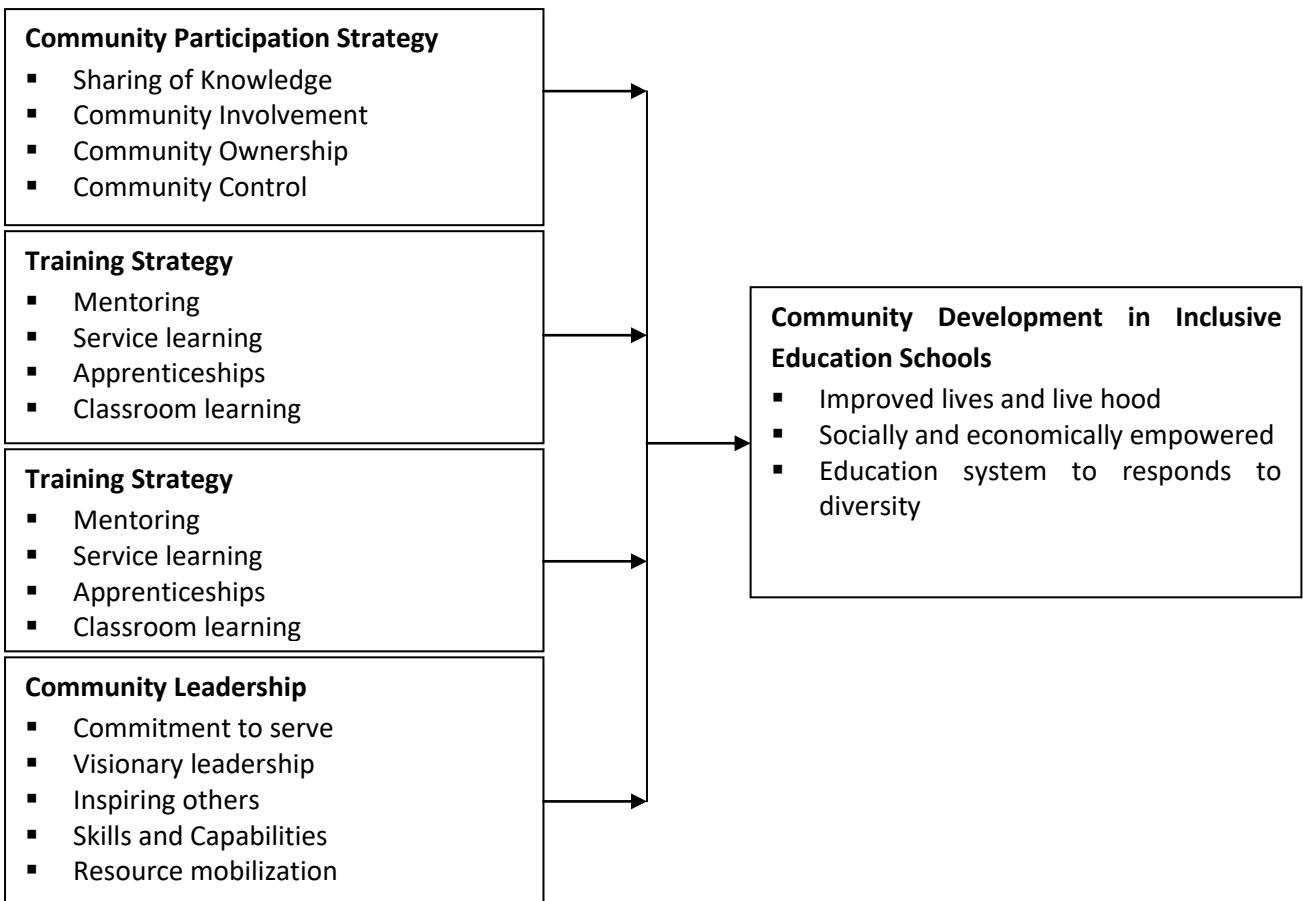 Community Participation Strategy
▪ Sharing of Knowledge
▪ Community Involvement
▪ Community Ownership
▪ Community Control
Training Strategy
▪ Mentoring
▪ Service learning
▪ Apprenticeships
▪ Classroom learning
Training Strategy
▪ Mentoring
▪ Service learning
▪ Apprenticeships
▪ Classroom learning
Community Leadership
▪ Commitment to serve
▪ Visionary leadership
▪ Inspiring others
▪ Skills and Capabilities
▪ Resource mobilization
Community Development in Inclusive
Education Schools
▪ Improved lives and live hood
▪ Socially and economically empowered
▪ Education system to responds to
diversity